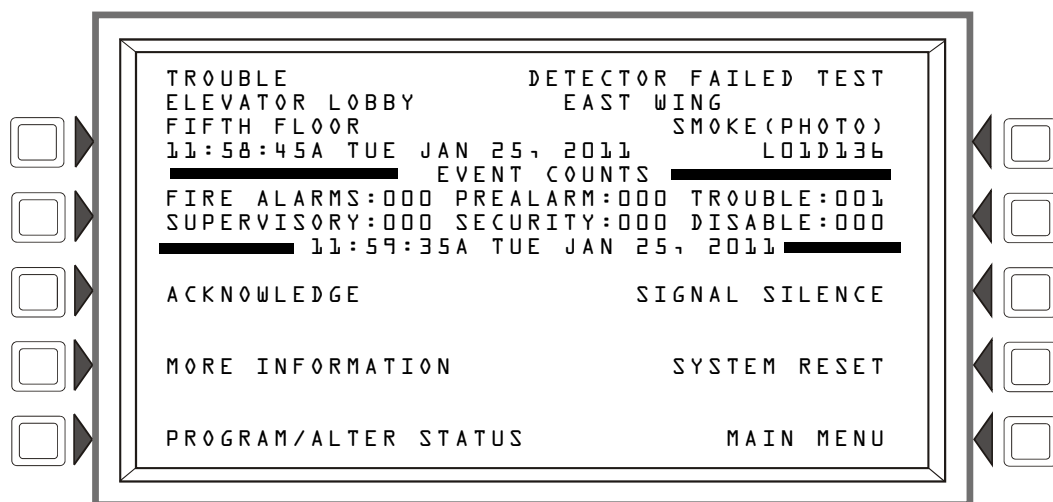 TROUBLE DETECTOR FAILED TEST
ELEVATOR LOBBY EAST WING
FIFTH FLOOR SMOKE(PHOTO)
11:58:45A TUE JAN 25, 2011 L01D136
EVENT COUNTS
FIRE ALARMS:000 PREALARM:000 TROUBLE:001
SUPERVISORY:000 SECURITY:000 DISABLE:000
11:59:35A TUE JAN 25, 2011
ACKNOWLEDGE SIGNAL SILENCE
MORE INFORMATION SYSTEM RESET
PROGRAM/ALTER STATUS MAIN MENU